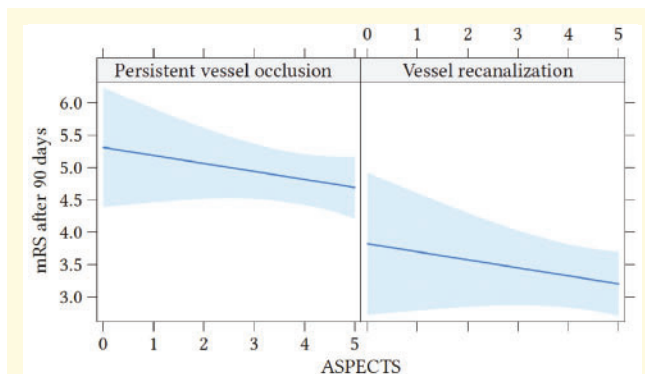 0 1 2 3 4 5
Persistent vessel occlusion Vessel recanalization
6.0
5.5
5.0
4.5
4.0
3.5
3.0
mRS after 90 days
0 1 2 3 4 5
ASPECTS